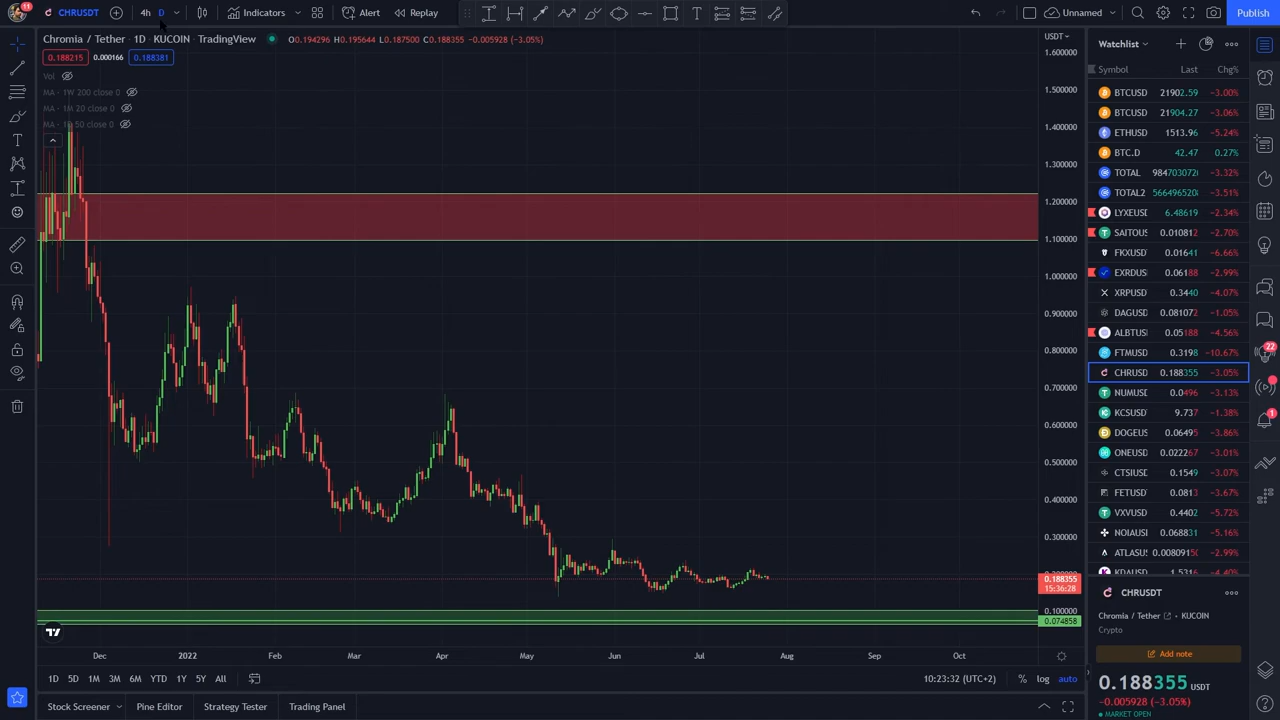 11
CHRUSDT
4h
D
Indicators
Alert
Replay
Unnamed
Publish
Chromia / Tether · 1D · KUCOIN · TradingView
O0.194296 H0.195644 L0.187500 C0.188355 −0.005928 (−3.05%)
0.188215
0.000166
0.188381
Vol
MA · 1W 200 close 0
MA · 1M 20 close 0
50 close 0
USDT
1.600000
1.500000
1.400000
1.300000
1.200000
1.100000
1.000000
0.900000
0.800000
0.700000
0.600000
0.500000
0.400000
0.300000
0.188355
15:36:28
0.100000
0.074858
Dec
2022
Feb
Mar
Apr
May
Jun
Jul
Aug
Sep
Oct
1D
5D
1M
3M
6M
YTD
1Y
5Y
All
10:23:32 (UTC+2)
%
log
auto
Stock Screener
Pine Editor
Strategy Tester
Trading Panel
Watchlist
Symbol Last Chg%
BTCUSD 21902.59 −3.00%
BTCUSD 21904.27 −3.06%
ETHUSD 1513.96 −5.24%
BTC.D 42.47 0.27%
TOTAL 984703072( −3.32%
TOTAL2 566496520( −3.51%
LYXEUSI 6.48619 −2.34%
SAITOUS 0.01081 2 −2.70%
FKXUSD 0.01641 −6.66%
EXRDUS 0.06188 −2.99%
XRPUSD 0.3440 −4.07%
DAGUSD 0.081072 −1.05%
ALBTUS 0.05188 −4.56%
FTMUSD 0.3198 −10.67%
CHRUSD 0.188355 −3.05%
NUMUSD 0.0496 −3.13%
KCSUSD 9.737 −1.38%
DOGEUS 0.06495 −3.86%
ONEUSD 0.022267 −3.01%
CTSIUSD 0.1549 −3.07%
FETUSD 0.0813 −3.67%
VXVUSD 0.4402 −5.72%
NOIAUSD 0.068831 −5.16%
ATLASUS 0.00809150 −2.99%
KDAUSD 1.5316 −4.40%
CHRUSDT
Chromia / Tether · KUCOIN
Crypto
Add note
0.188355 USDT
−0.005928 (−3.05%)
MARKET OPEN
22
1